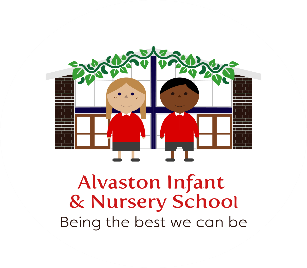 Alvaston Infant
& Nursery School
Being the best we can be